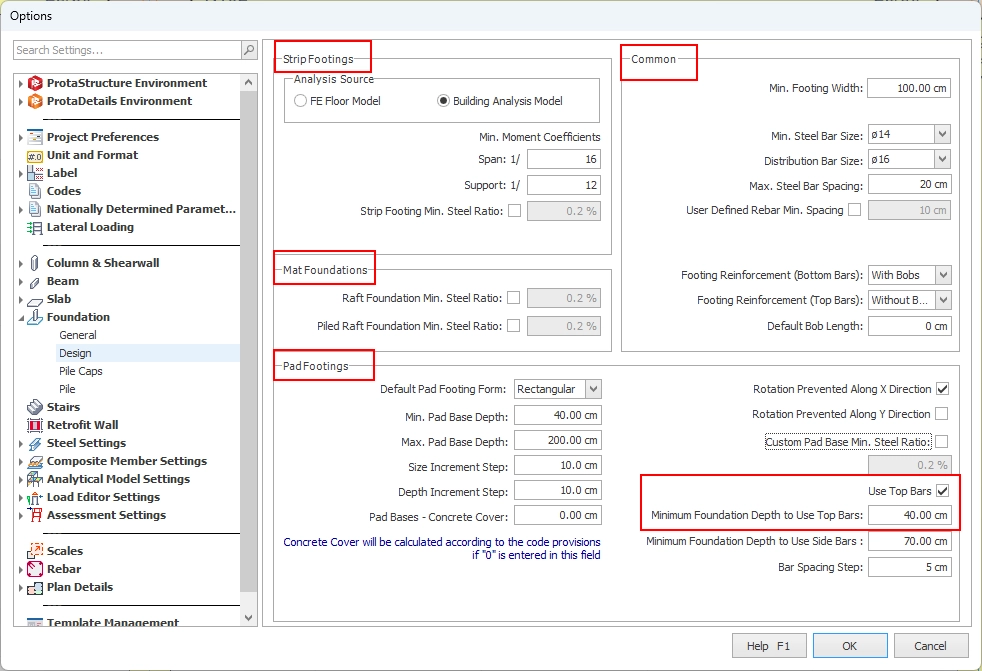 Options
Search Settings...
ProtaStructure Environment
ProtaDetails Environment
Project Preferences
Unit and Format
Label
Codes
Nationally Determined Paramet...
Lateral Loading
Column & Shearwall
Beam
Slab
Foundation
General
Design
Pile Caps
Pile
Stairs
Retrofit Wall
Steel Settings
Composite Member Settings
Analytical Model Settings
Load Editor Settings
Assessment Settings
Scales
Rebar
Plan Details
Template Management
Strip Footings
Analysis Source
FE Floor Model Building Analysis Model
Min. Moment Coefficients
Span: 1/ 16
Support: 1/ 12
Strip Footing Min. Steel Ratio: 0.2 %
Mat Foundations
Raft Foundation Min. Steel Ratio: 0.2 %
Piled Raft Foundation Min. Steel Ratio: 0.2 %
Common
Min. Footing Width: 100.00 cm
Min. Steel Bar Size: ø14
Distribution Bar Size: ø16
Max. Steel Bar Spacing: 20 cm
User Defined Rebar Min. Spacing 10 cm
Footing Reinforcement (Bottom Bars): With Bobs
Footing Reinforcement (Top Bars): Without B...
Default Bob Length: 0 cm
Pad Footings
Default Pad Footing Form: Rectangular
Min. Pad Base Depth: 40.00 cm
Max. Pad Base Depth: 200.00 cm
Size Increment Step: 10.0 cm
Depth Increment Step: 10.0 cm
Pad Bases - Concrete Cover: 0.00 cm
Concrete Cover will be calculated according to the code provisions
if "0" is entered in this field
Rotation Prevented Along X Direction
Rotation Prevented Along Y Direction
Custom Pad Base Min. Steel Ratio:
0.2 %
Use Top Bars
Minimum Foundation Depth to Use Top Bars: 40.00 cm
Minimum Foundation Depth to Use Side Bars : 70.00 cm
Bar Spacing Step: 5 cm
Help F1 OK Cancel